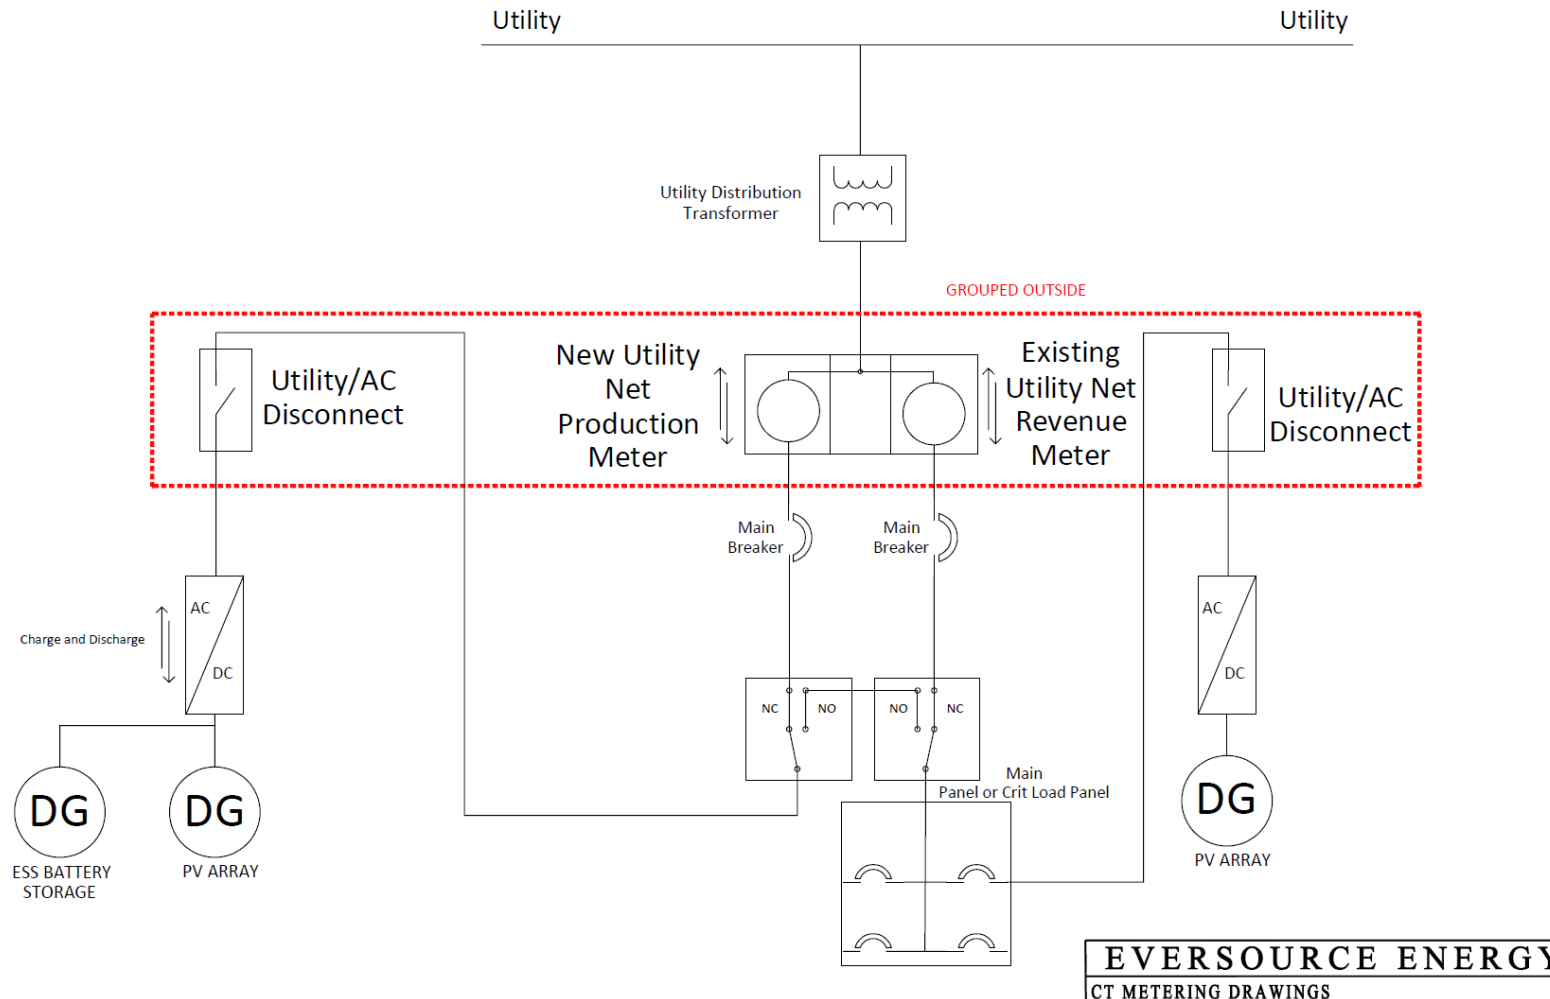 Utility
Utility
Utility Distribution
Transformer
GROUPED OUTSIDE
Utility/AC
Disconnect
New Utility
Net
Production
Meter
Existing
Utility Net
Revenue
Meter
Utility/AC
Disconnect
Main
Breaker
Main
Breaker
Charge and Discharge
AC
DC
AC
DC
NC
NO
NO
NC
Main
Panel or Crit Load Panel
DG
DG
DG
ESS BATTERY
STORAGE
PV ARRAY
PV ARRAY
EVERSOURCE ENERGY
CT METERING DRAWINGS